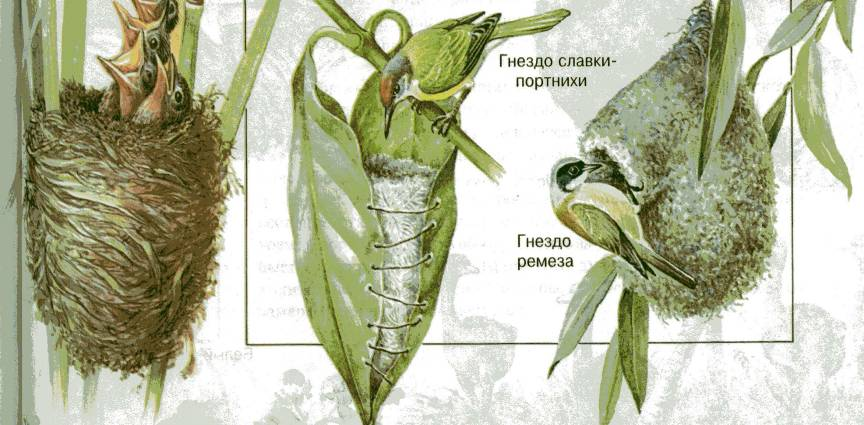 Гнездо славки-
портнихи
Гнездо
ремеза